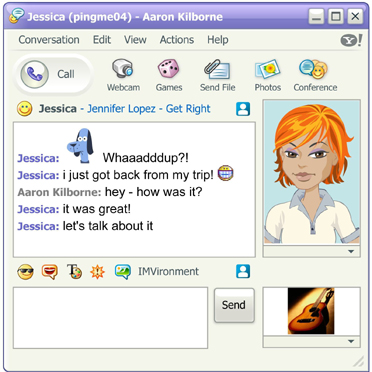 Jessica (pingme04) - Aaron Kilborne
Conversation Edit View Actions Help Y!
Call Webcam Games Send File Photos Conference
Jessica - Jennifer Lopez - Get Right
Jessica: Whaaadddup?!
Jessica: i just got back from my trip!
Aaron Kilborne: hey - how was it?
Jessica: it was great!
Jessica: let's talk about it
IMVironment
Send